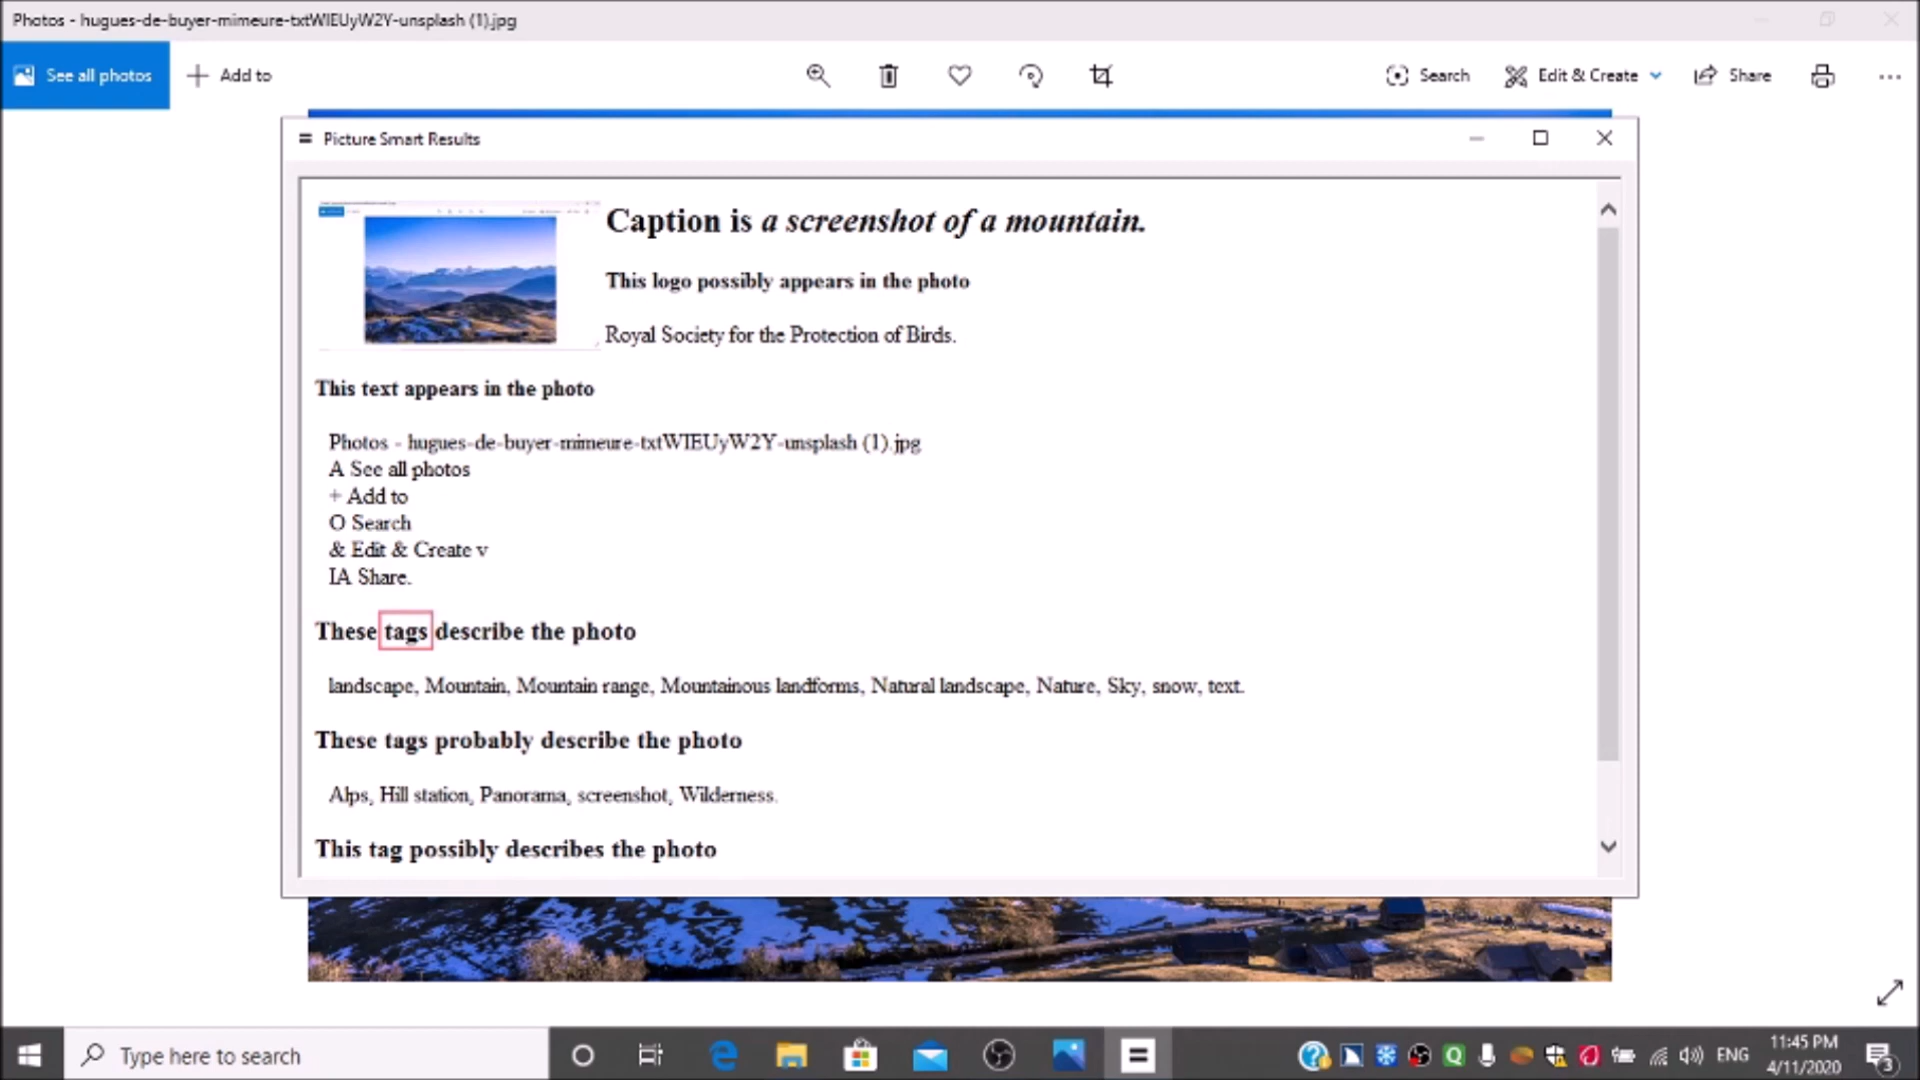 Photos - hugues-de-buyer-mimeure-txtWIEUyW2Y-unsplash (1).jpg
See all photos
Add to
Search
Edit & Create
Share
Picture Smart Results
Caption is a screenshot of a mountain.
This logo possibly appears in the photo
Royal Society for the Protection of Birds.
This text appears in the photo
Photos - hugues-de-buyer-mimeure-txtWIEUyW2Y-unsplash (1).jpg
A See all photos
+ Add to
O Search
& Edit & Create v
IA Share.
These tags describe the photo
landscape, Mountain, Mountain range, Mountainous landforms, Natural landscape, Nature, Sky, snow, text.
These tags probably describe the photo
Alps, Hill station, Panorama, screenshot, Wilderness.
This tag possibly describes the photo
Type here to search
ENG
11:45 PM
4/11/2020
3